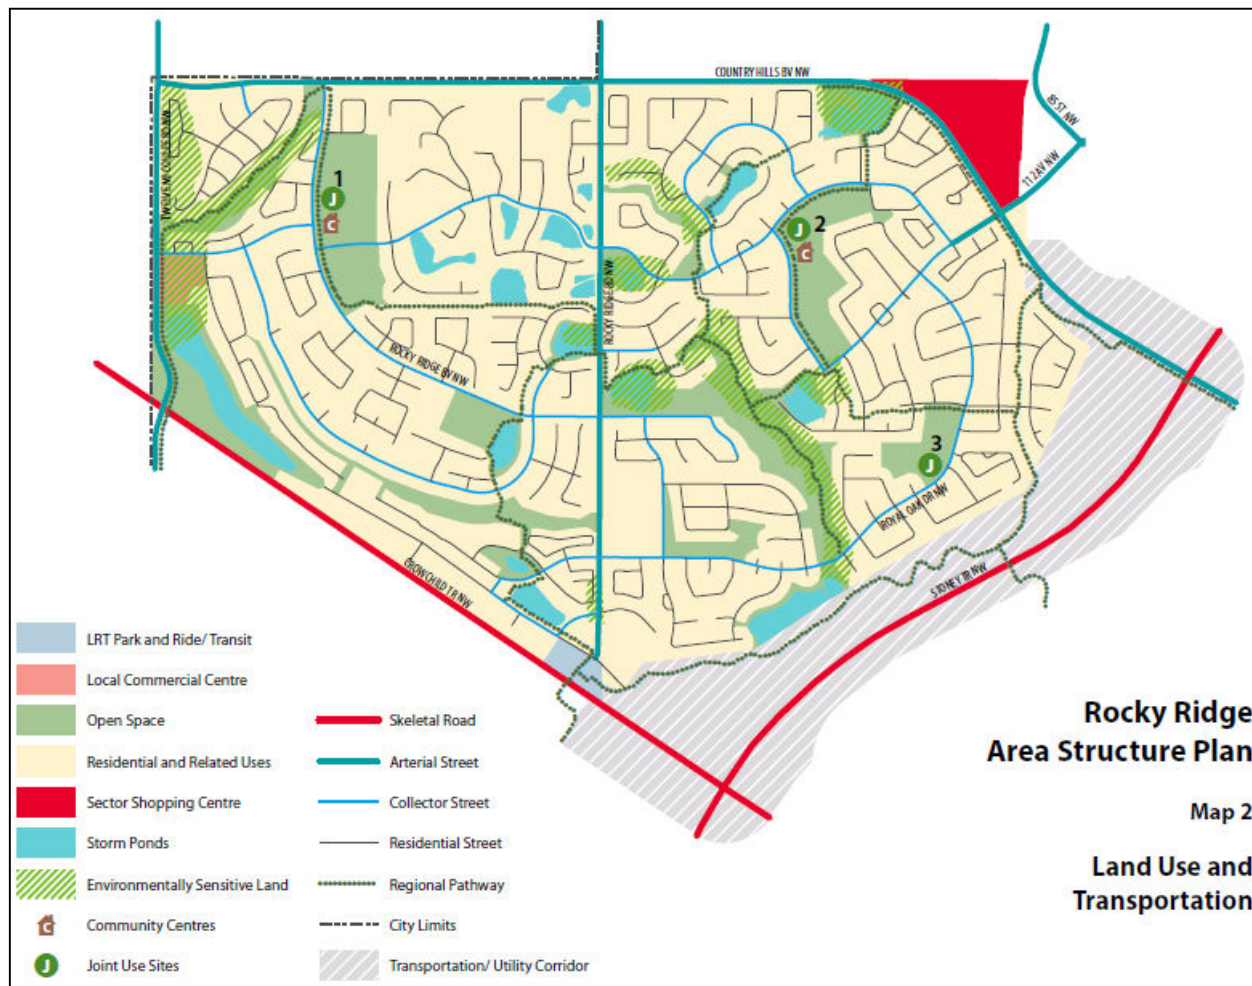 COUNTRY HILLS BV NW
85 ST NW
112 AV NW
TWELVE MILE COULEE RD NW
1
J
C
J 2
C
ROCKY RIDGE RD NW
ROCKY RIDGE BV NW
3
J
ROYAL OAK DR NW
STONEY TR NW
CROWCHILD TR NW
LRT Park and Ride/ Transit
Local Commercial Centre
Open Space
Residential and Related Uses
Sector Shopping Centre
Storm Ponds
Environmentally Sensitive Land
C Community Centres
J Joint Use Sites
Skeletal Road
Arterial Street
Collector Street
Residential Street
Regional Pathway
City Limits
Transportation/ Utility Corridor
Rocky Ridge
Area Structure Plan
Map 2
Land Use and
Transportation